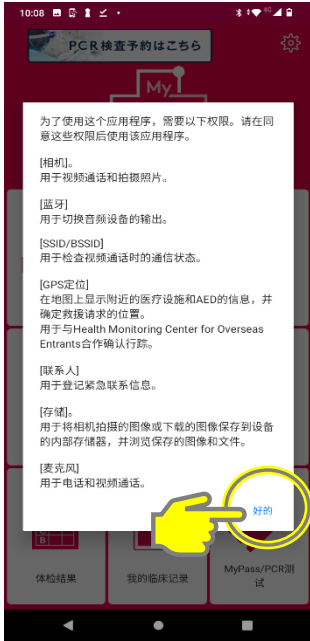 10:08
4G
PCR検査予約はこちら
My
为了使用这个应用程序，需要以下权限。请在同
意这些权限后使用该应用程序。
[相机]。
用于视频通话和拍摄照片。
[蓝牙]
用于切换音频设备的输出。
[SSID/BSSID]
用于检查视频通话时的通信状态。
[GPS定位]
在地图上显示附近的医疗设施和AED的信息，并
确定救援请求的位置。
用于与Health Monitoring Center for Overseas
Entrants合作确认行踪。
[联系人]
用于登记紧急联系信息。
[存储]。
用于将相机拍摄的图像或下载的图像保存到设备
的内部存储器，并浏览保存的图像和文件。
[麦克风]
用于电话和视频通话。
好的
B
体检结果
我的临床记录
MyPass/PCR测
试